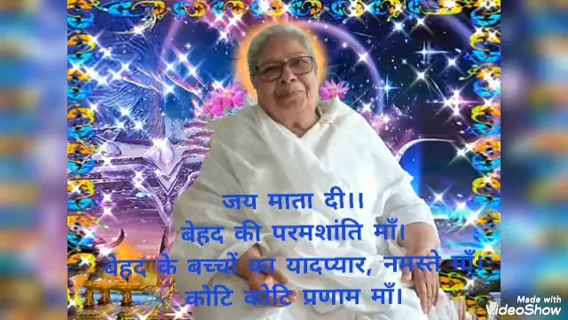 जय माता दी।।
बेहद की परमशांति माँ।
बेहद के बच्चों का यादप्यार, नमस्ते माँ।
कोटि कोटि प्रणाम माँ।
Made with
VideoShow